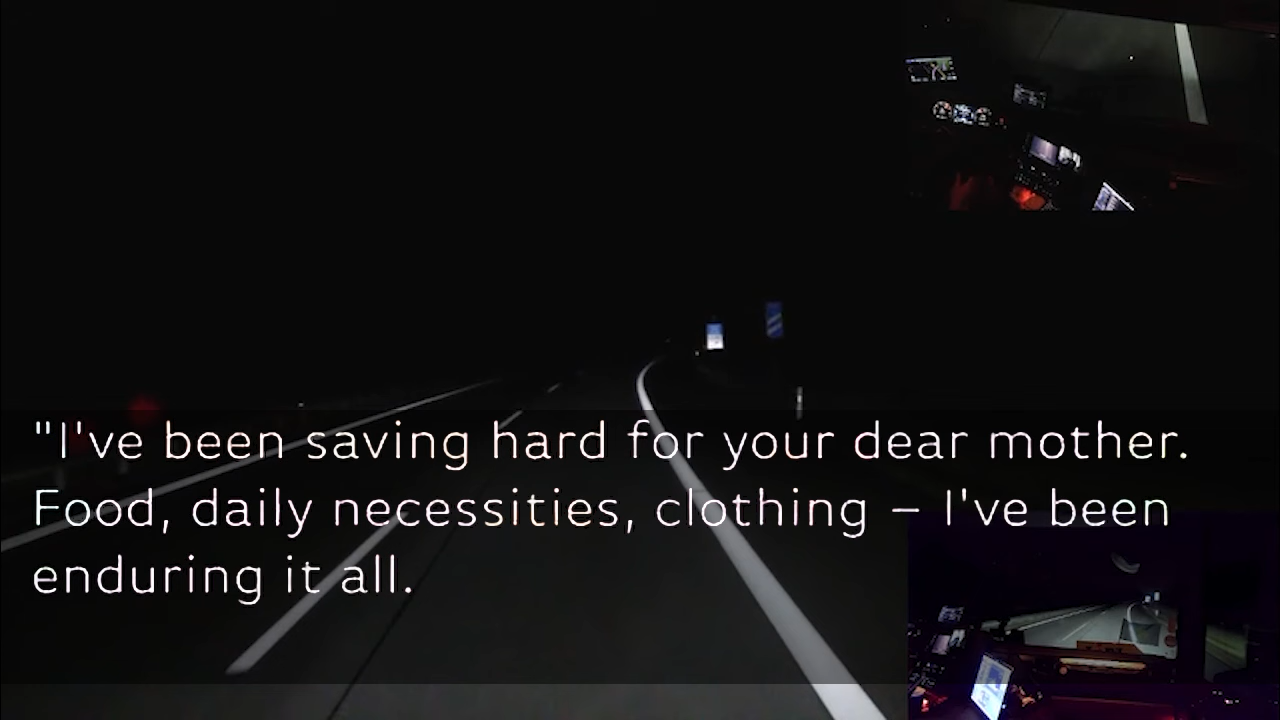 "I've been saving hard for your dear mother.
Food, daily necessities, clothing – I've been
enduring it all.